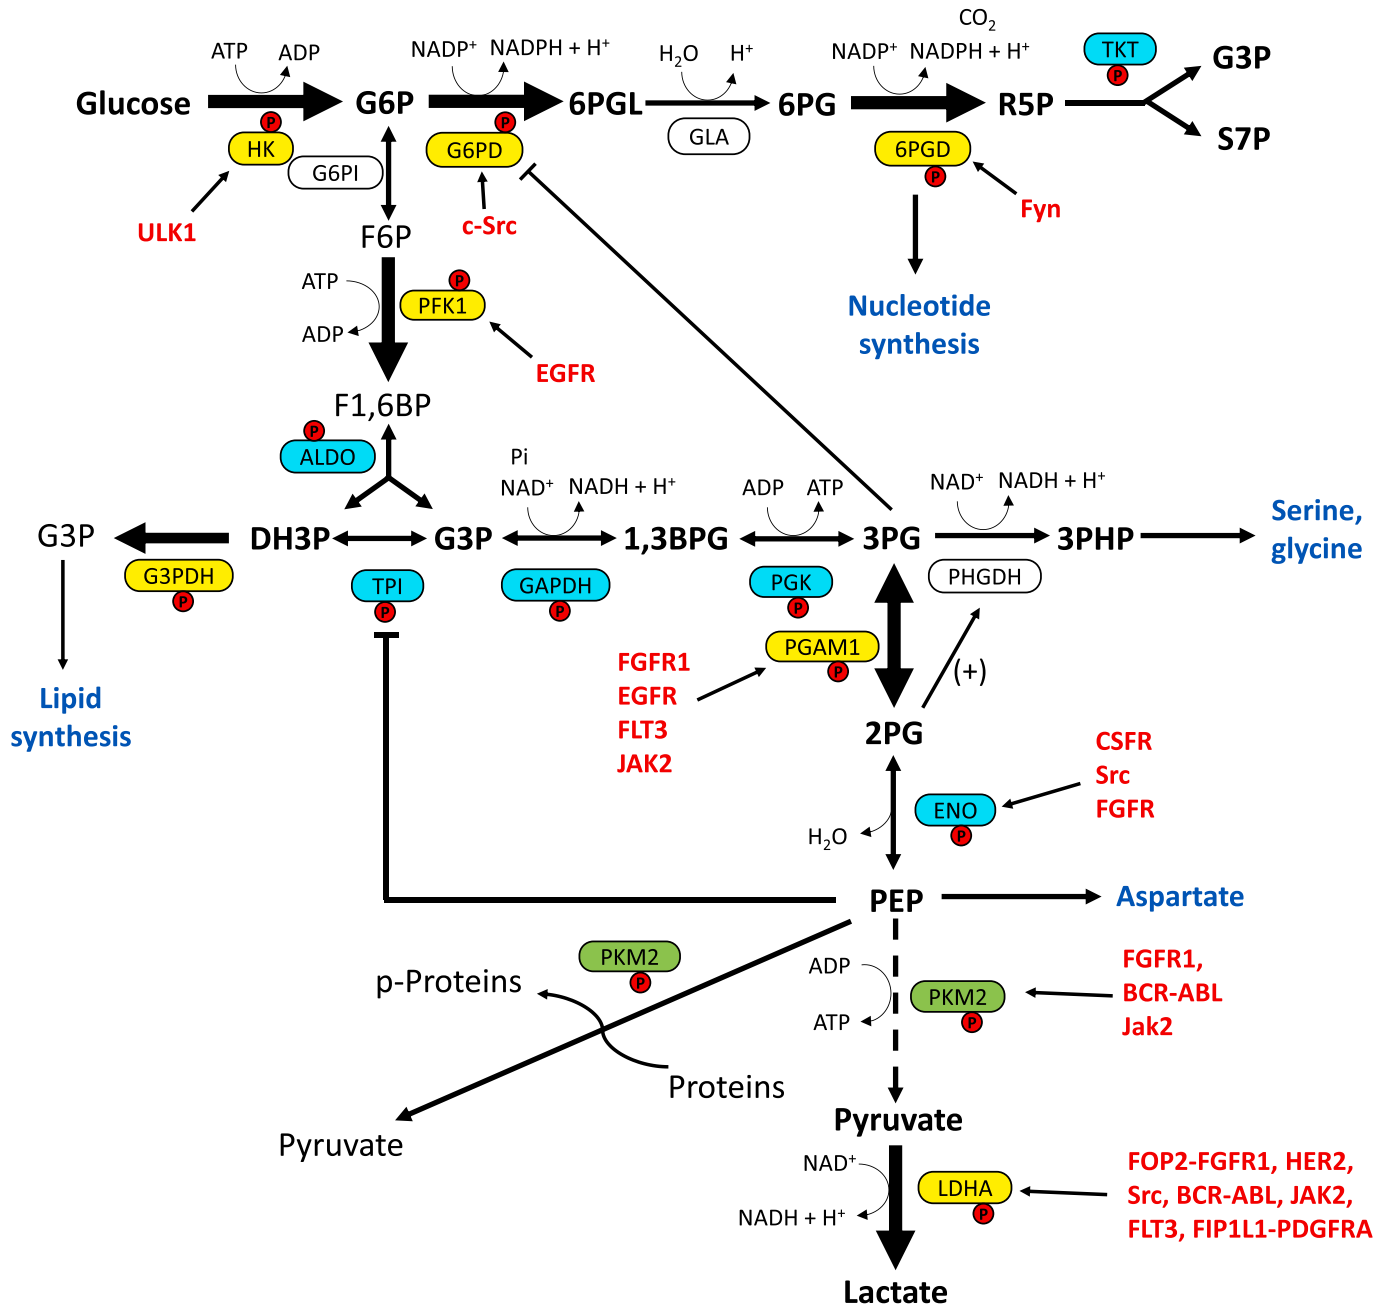 CO2
ATP
ADP
NADP+
NADPH + H+
H2O
H+
NADP+
NADPH + H+
TKT
P
G3P
Glucose
G6P
6PGL
6PG
R5P
S7P
P
HK
G6PI
P
G6PD
GLA
6PGD
P
ULK1
c-Src
Fyn
F6P
ATP
ADP
P
PFK1
EGFR
Nucleotide
synthesis
F1,6BP
P
ALDO
Pi
NAD+
NADH + H+
ADP
ATP
NAD+
NADH + H+
Serine,
glycine
G3P
DH3P
G3P
1,3BPG
3PG
3PHP
G3PDH
P
TPI
P
GAPDH
P
PGK
P
PHGDH
PGAM1
P
FGFR1
EGFR
FLT3
JAK2
(+)
Lipid
synthesis
2PG
CSFR
Src
FGFR
ENO
P
H2O
PEP
Aspartate
PKM2
P
p-Proteins
Proteins
Pyruvate
ADP
ATP
PKM2
P
FGFR1,
BCR-ABL
Jak2
Pyruvate
NAD+
NADH + H+
LDHA
P
FOP2-FGFR1, HER2,
Src, BCR-ABL, JAK2,
FLT3, FIP1L1-PDGFRA
Lactate